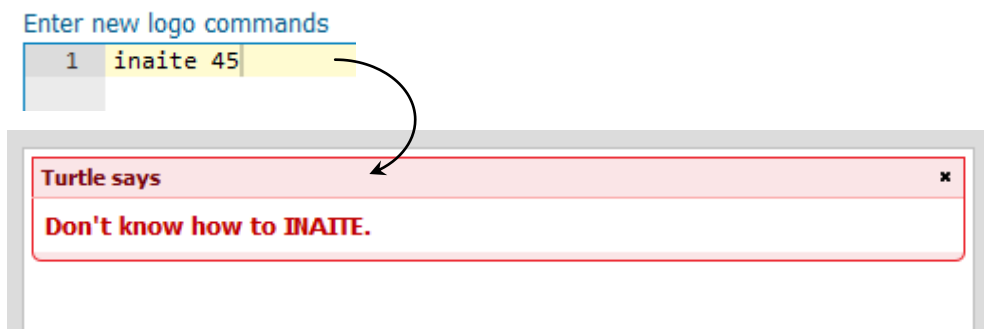 Enter new logo commands
1 inaite 45
Turtle says ×
Don't know how to INAITE.